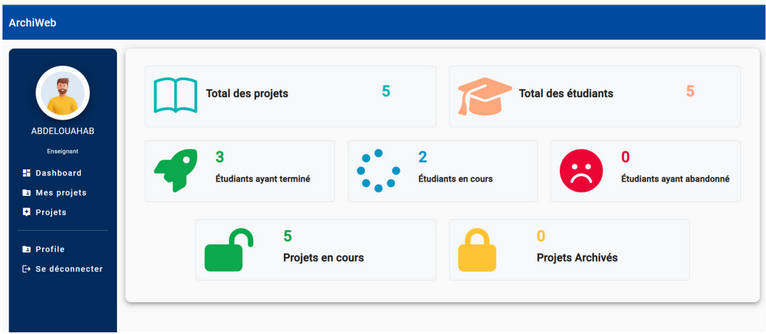 ArchiWeb
ABDELOUAHAB
Enseignant
Dashboard
Mes projets
Projets
Profile
Se déconnecter
Total des projets 5
Total des étudiants 5
3
Étudiants ayant terminé
2
Étudiants en cours
0
Étudiants ayant abandonné
5
Projets en cours
0
Projets Archivés